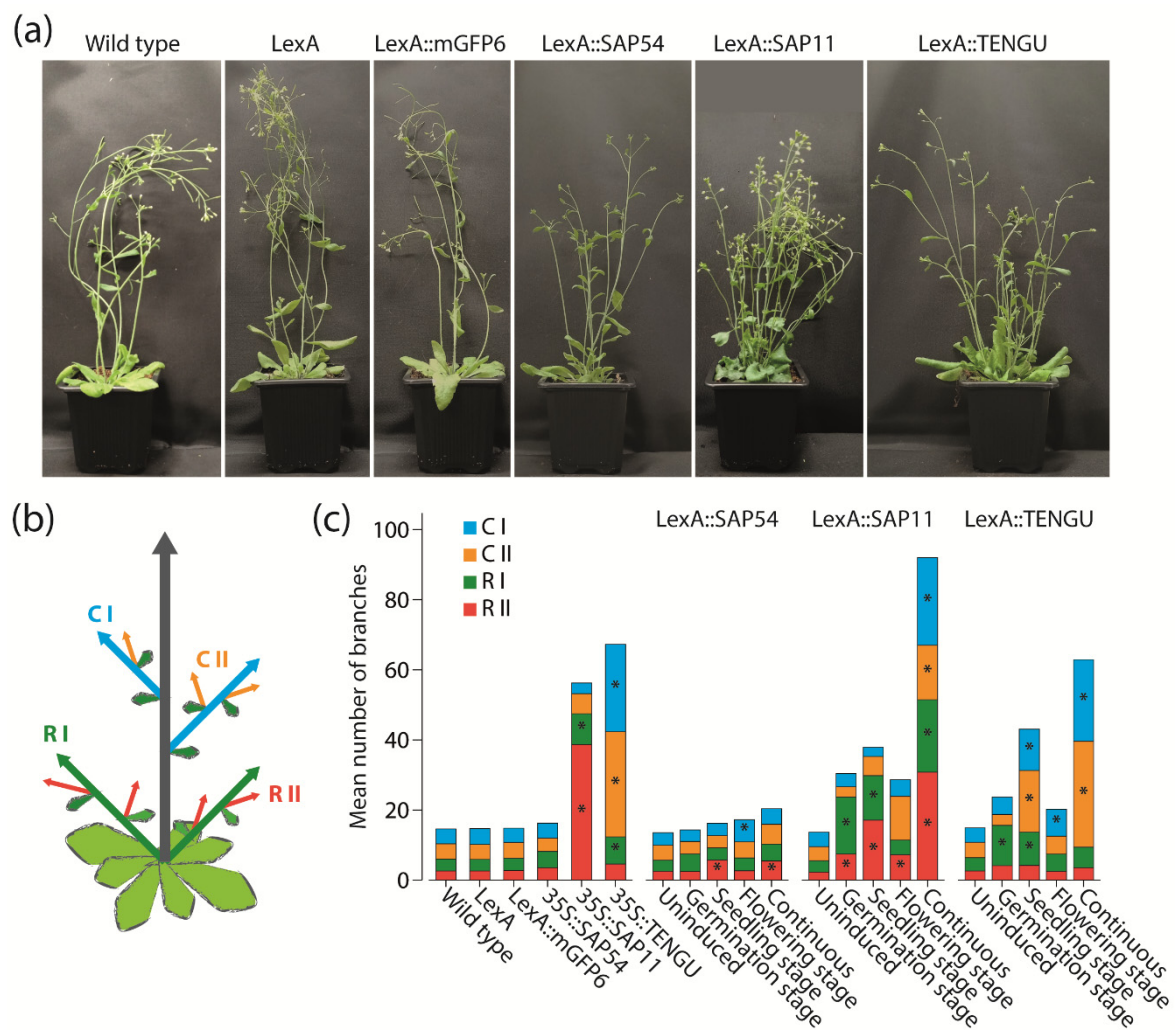 (a)
Wild type
LexA
LexA::mGFP6
LexA::SAP54
LexA::SAP11
LexA::TENGU
(b)
C I
C II
R I
R II
(c)
LexA::SAP54
LexA::SAP11
LexA::TENGU
C I
C II
R I
R II
Mean number of branches
100
80
60
40
20
0
* * * * *
* * *
* * * * * * * * *
* * * * * *
Wild type
LexA
LexA::mGFP6
35S::SAP54
35S::SAP11
35S::TENGU
Uninduced
Germination stage
Seedling stage
Flowering stage
Continuous
Uninduced
Germination stage
Seedling stage
Flowering stage
Continuous
Uninduced
Germination stage
Seedling stage
Flowering stage
Continuous